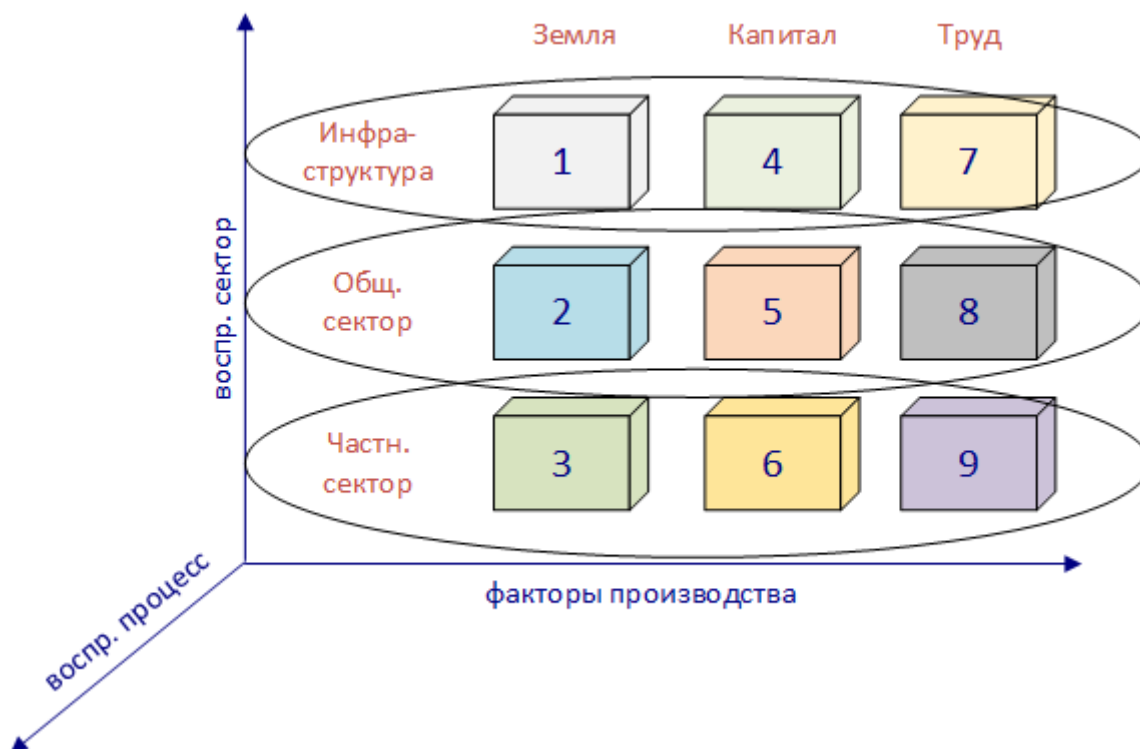 Земля Капитал Труд
Инфра-
структура
1 4 7
Общ.
сектор
2 5 8
Частн.
сектор
3 6 9
воспр. сектор
факторы производства
воспр. процесс